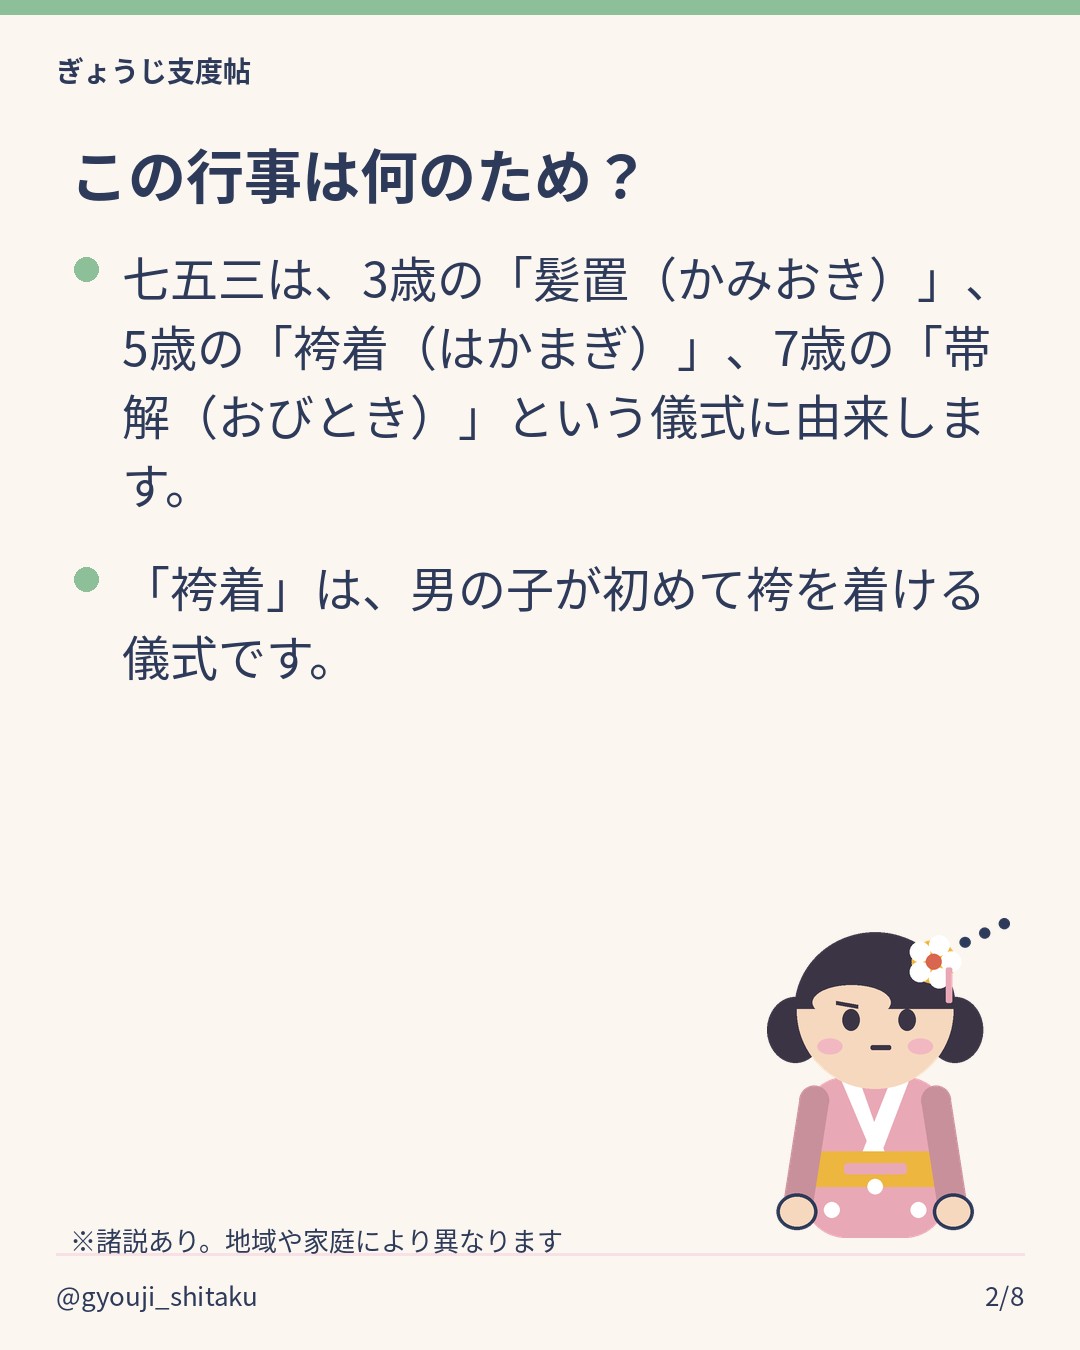 ぎょうじ支度帖
この行事は何のため？
七五三は、3歳の「髪置（かみおき）」、
5歳の「袴着（はかまぎ）」、7歳の「帯
解（おびとき）」という儀式に由来しま
す。
「袴着」は、男の子が初めて袴を着ける
儀式です。
※諸説あり。地域や家庭により異なります
@gyouji_shitaku
2/8